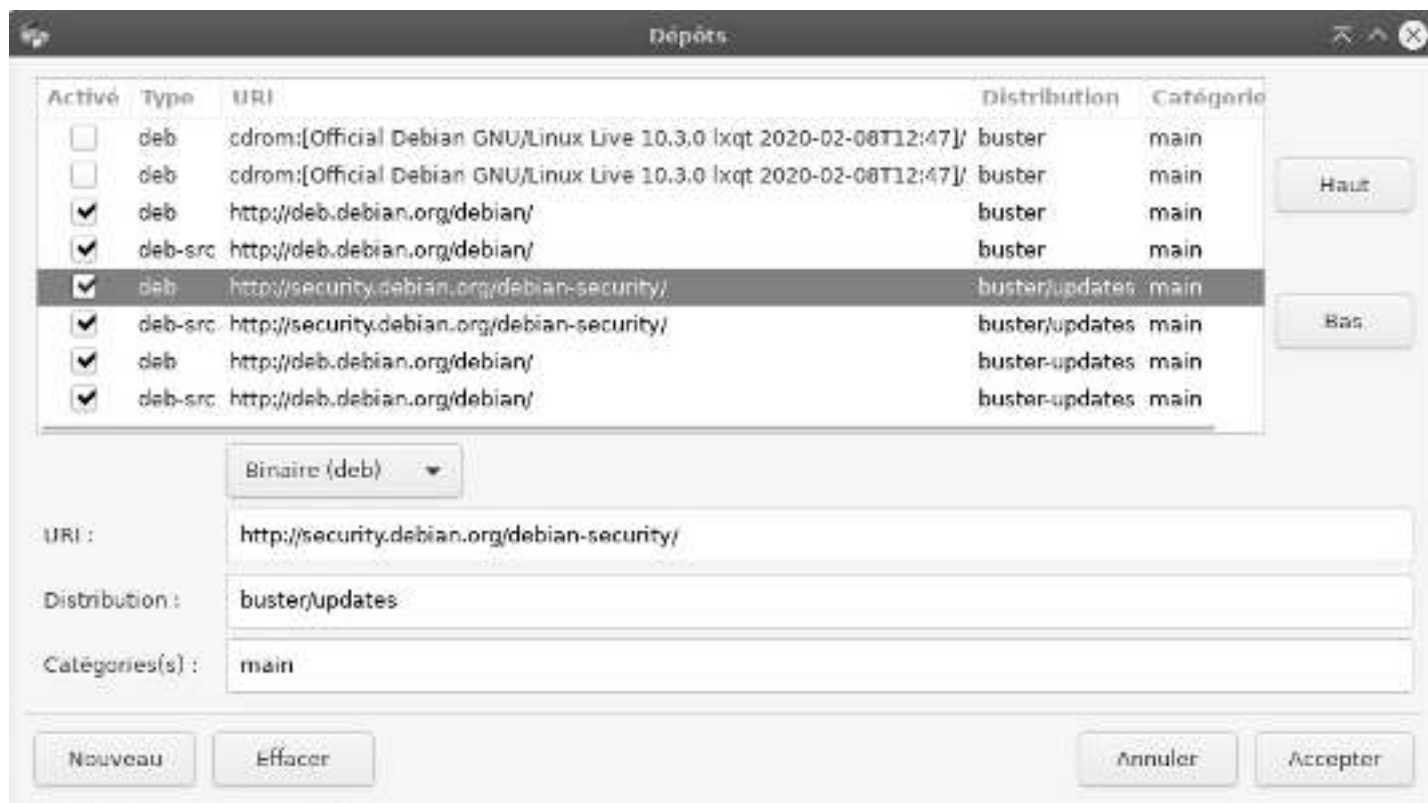 Dépôts
Activé Type URI Distribution Catégorie
deb cdrom:[Official Debian GNU/Linux Live 10.3.0 lxqt 2020-02-08T12:47]/ buster main
deb cdrom:[Official Debian GNU/Linux Live 10.3.0 lxqt 2020-02-08T12:47]/ buster main
Haut
deb http://deb.debian.org/debian/ buster main
deb-src http://deb.debian.org/debian/ buster main
deb http://security.debian.org/debian-security/ buster/updates main
deb-src http://security.debian.org/debian-security/ buster/updates main
Bas
deb http://deb.debian.org/debian/ buster-updates main
deb-src http://deb.debian.org/debian/ buster-updates main
Binaire (deb)
URI : http://security.debian.org/debian-security/
Distribution : buster/updates
Catégories(s) : main
Nouveau Effacer Annuler Accepter